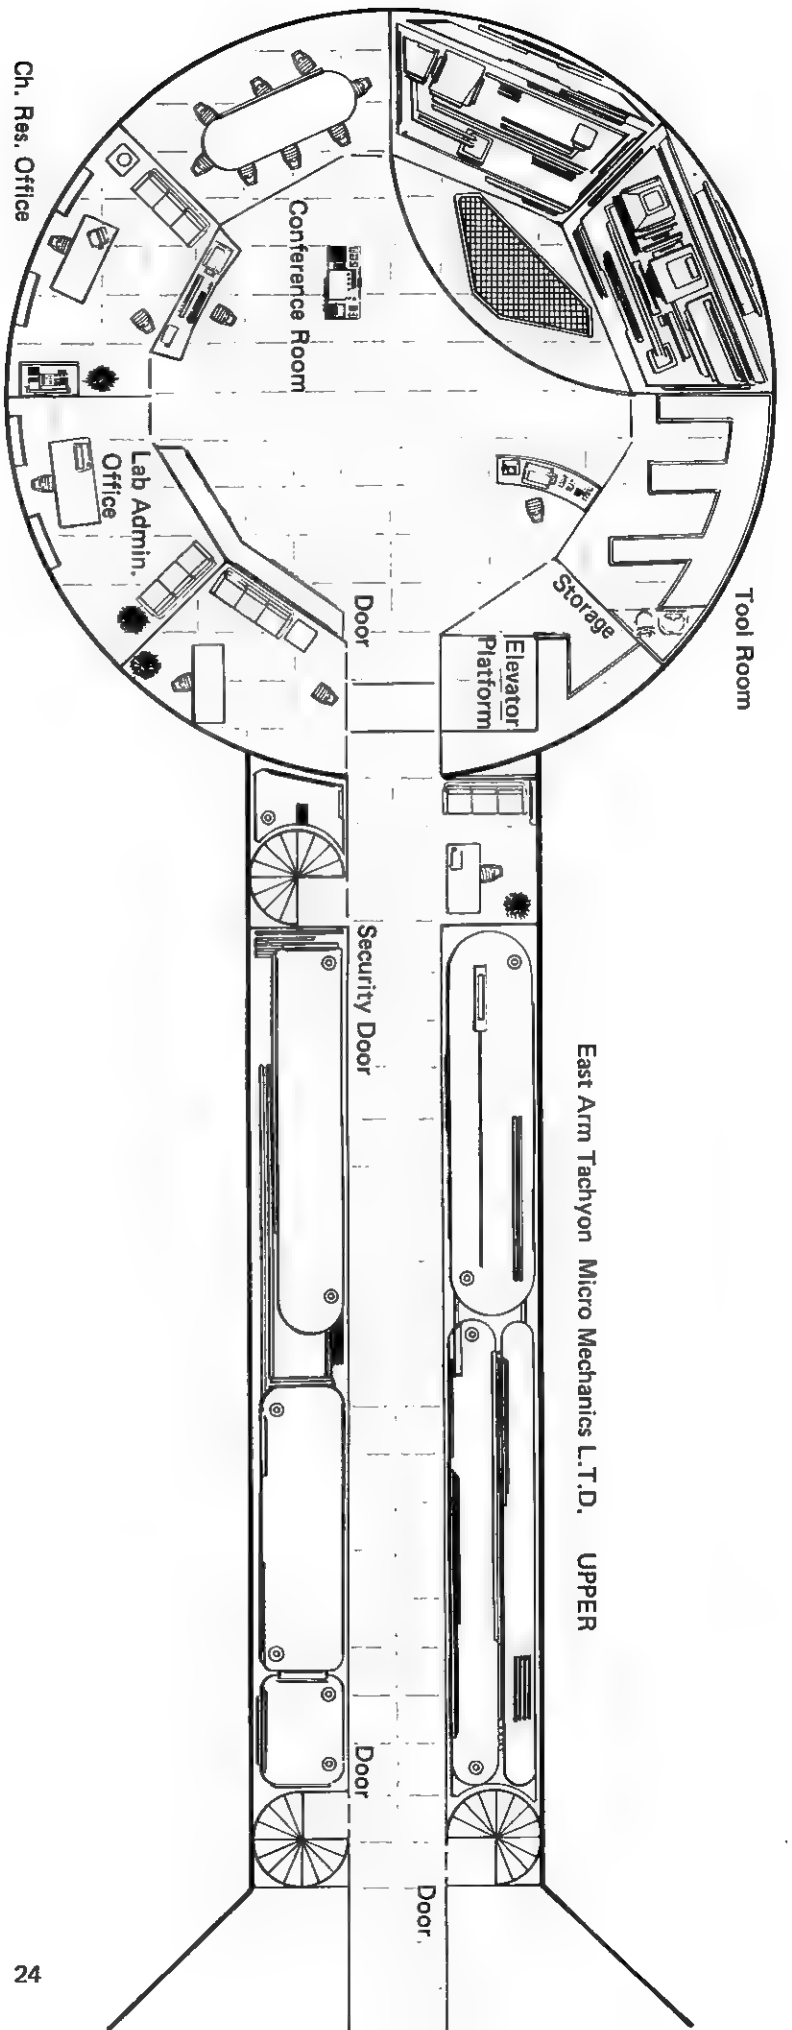 Ch. Res. Office
Conference Room
Lab Admin.
Office
Door
Storage
Tool Room
Elevator
Platform
Security Door
East Arm Tachyon Micro Mechanics L.T.D. UPPER
Door
Door
24